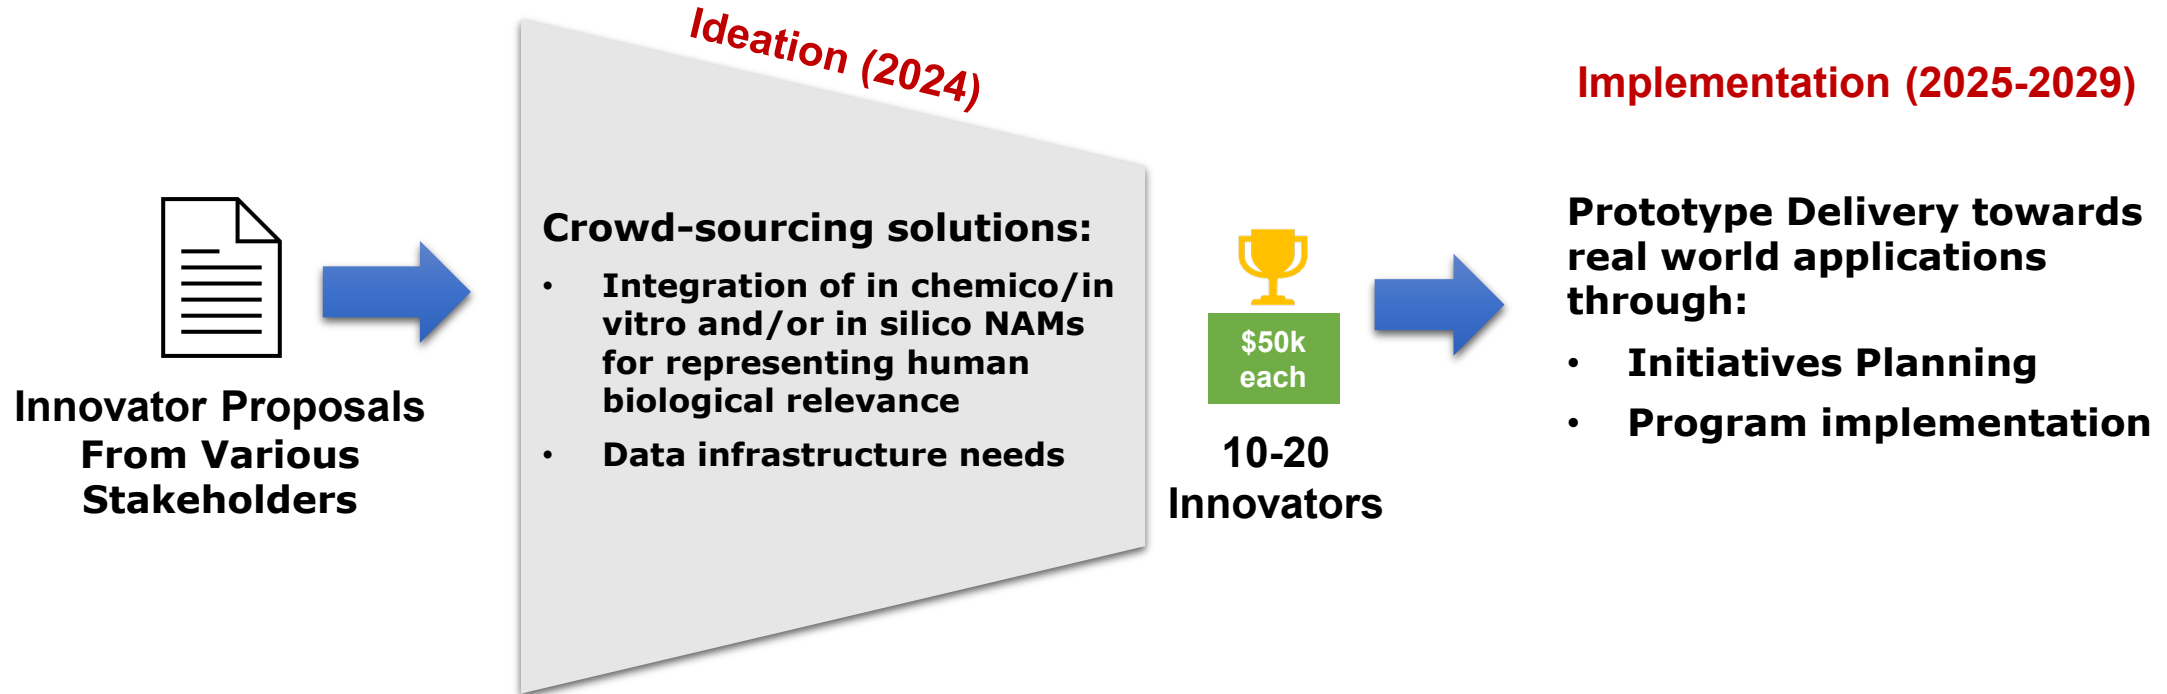 Innovator Proposals
From Various
Stakeholders
Ideation (2024)
Crowd-sourcing solutions:
• Integration of in chemico/in
vitro and/or in silico NAMs
for representing human
biological relevance
• Data infrastructure needs
$50k
each
10-20
Innovators
Implementation (2025-2029)
Prototype Delivery towards
real world applications
through:
• Initiatives Planning
• Program implementation